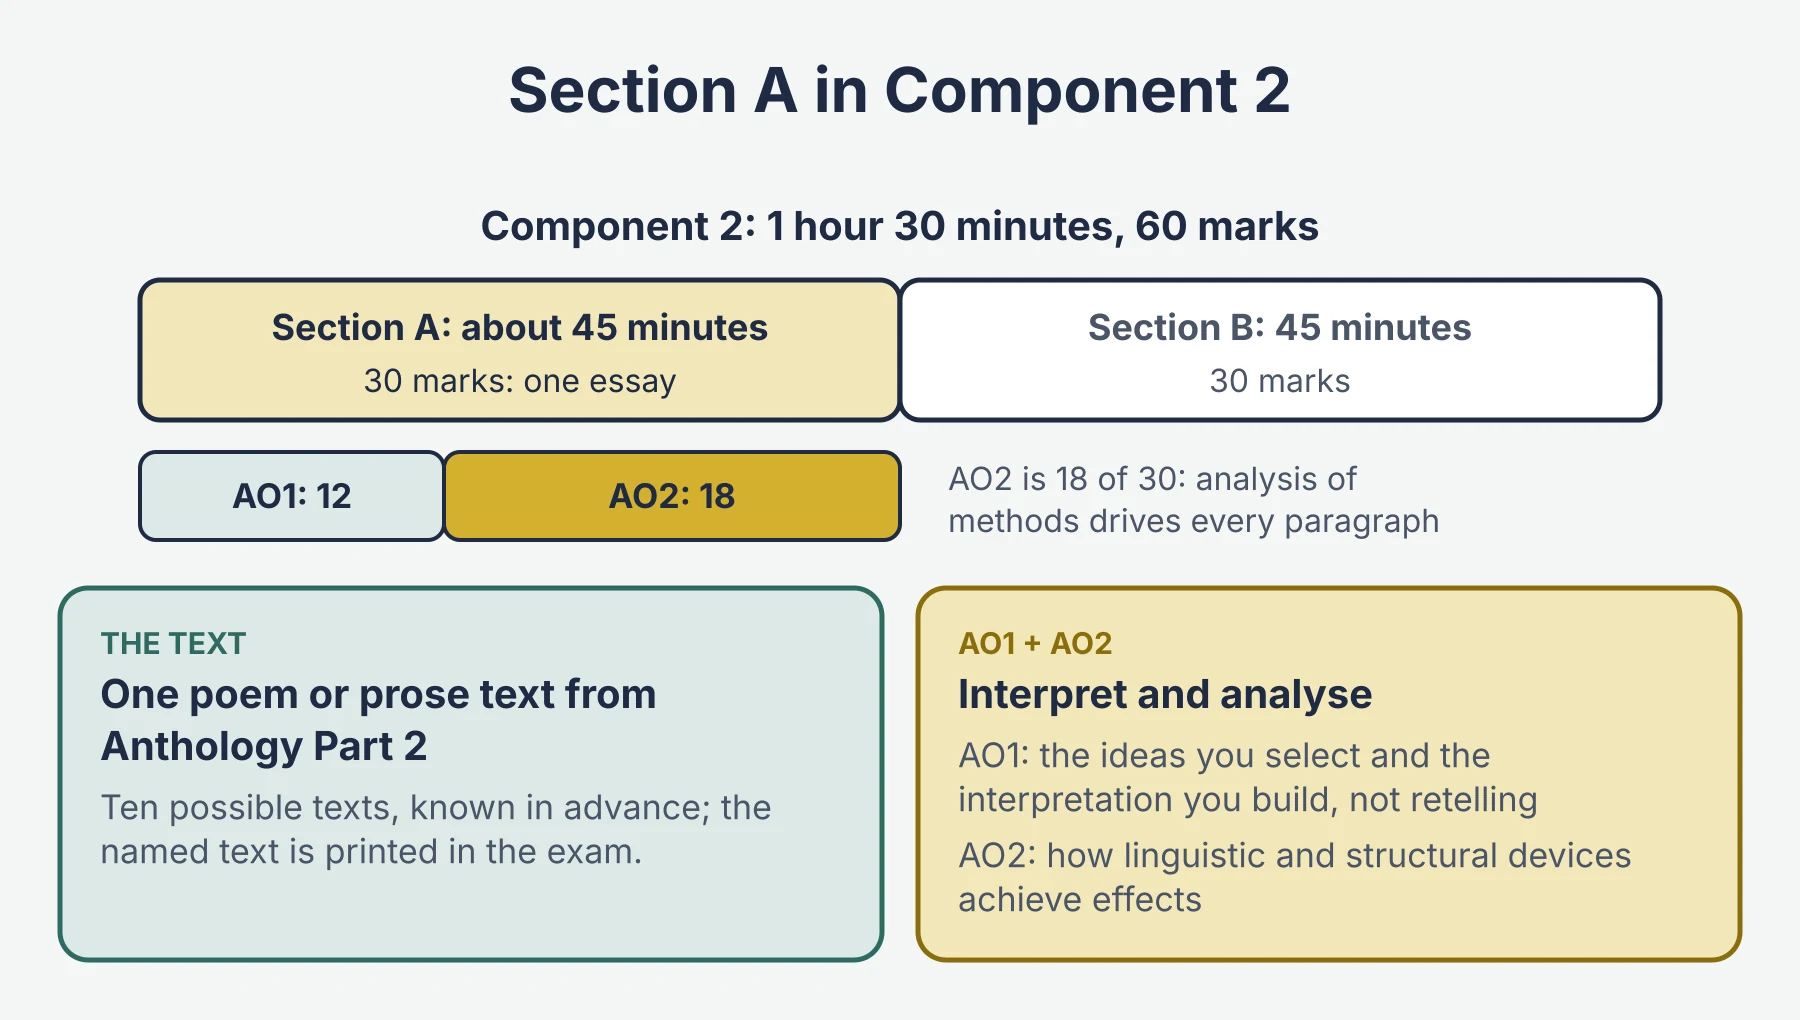 Section A in Component 2
Component 2: 1 hour 30 minutes, 60 marks
Section A: about 45 minutes
30 marks: one essay
Section B: 45 minutes
30 marks
AO1: 12
AO2: 18
AO2 is 18 of 30: analysis of
methods drives every paragraph
THE TEXT
One poem or prose text from
Anthology Part 2
Ten possible texts, known in advance; the
named text is printed in the exam.
AO1 + AO2
Interpret and analyse
AO1: the ideas you select and the
interpretation you build, not retelling
AO2: how linguistic and structural devices
achieve effects